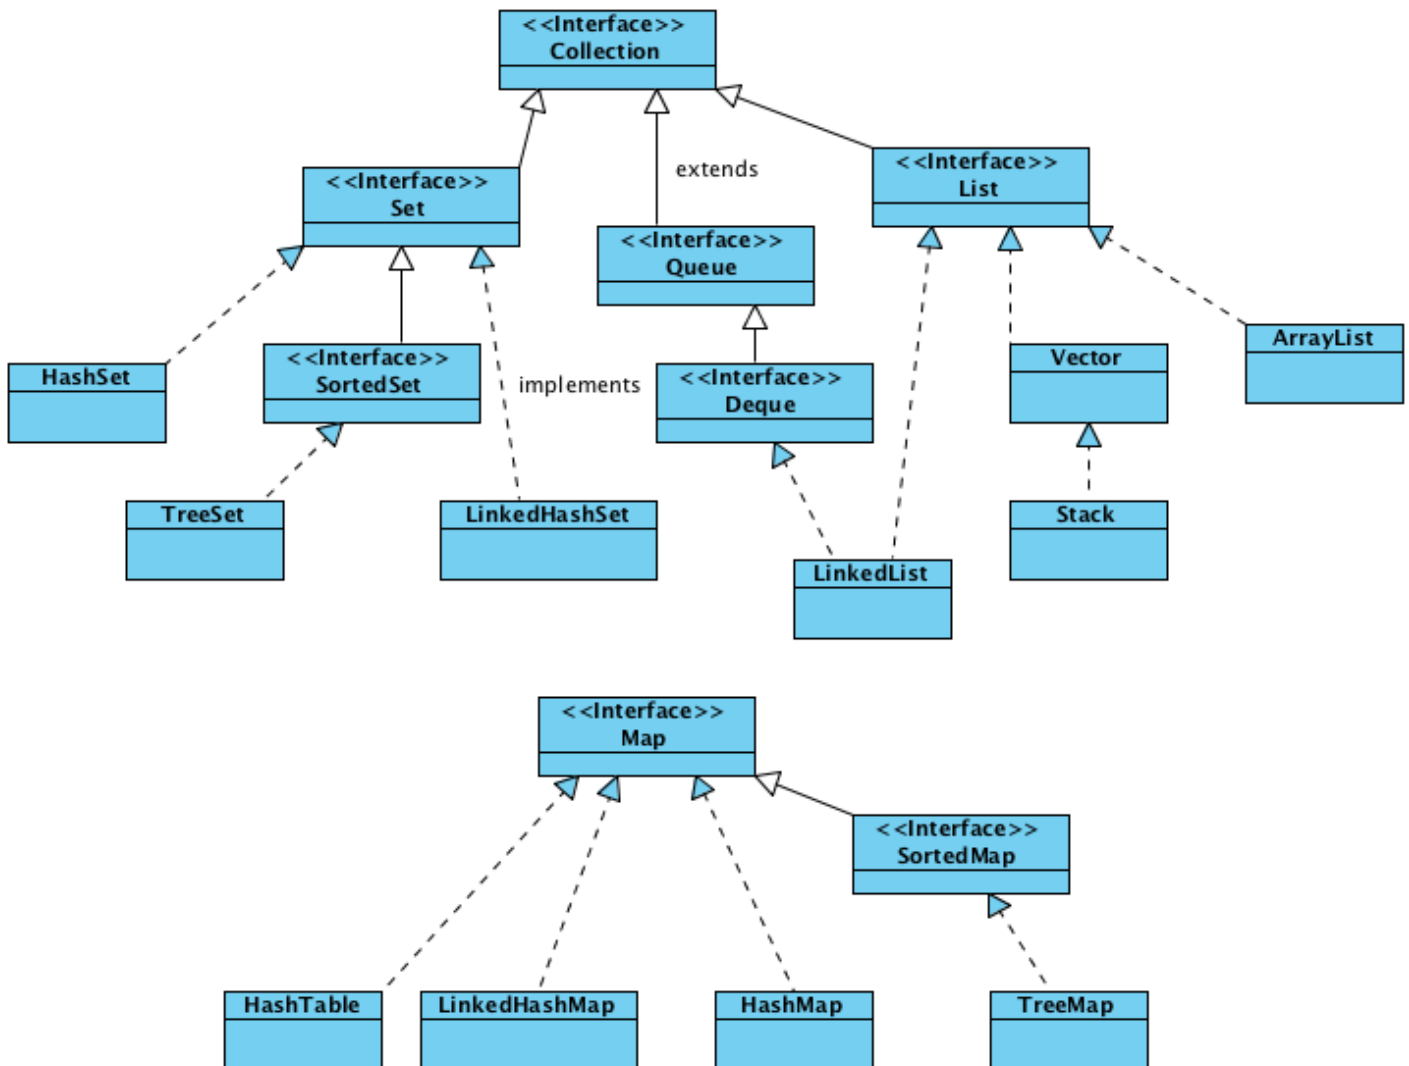 <<Interface>>
Collection
<<Interface>>
Set
extends
<<Interface>>
List
<<Interface>>
Queue
HashSet
<<Interface>>
SortedSet
implements
<<Interface>>
Deque
Vector
ArrayList
TreeSet
LinkedHashSet
LinkedList
Stack
<<Interface>>
Map
<<Interface>>
SortedMap
HashTable
LinkedHashMap
HashMap
TreeMap